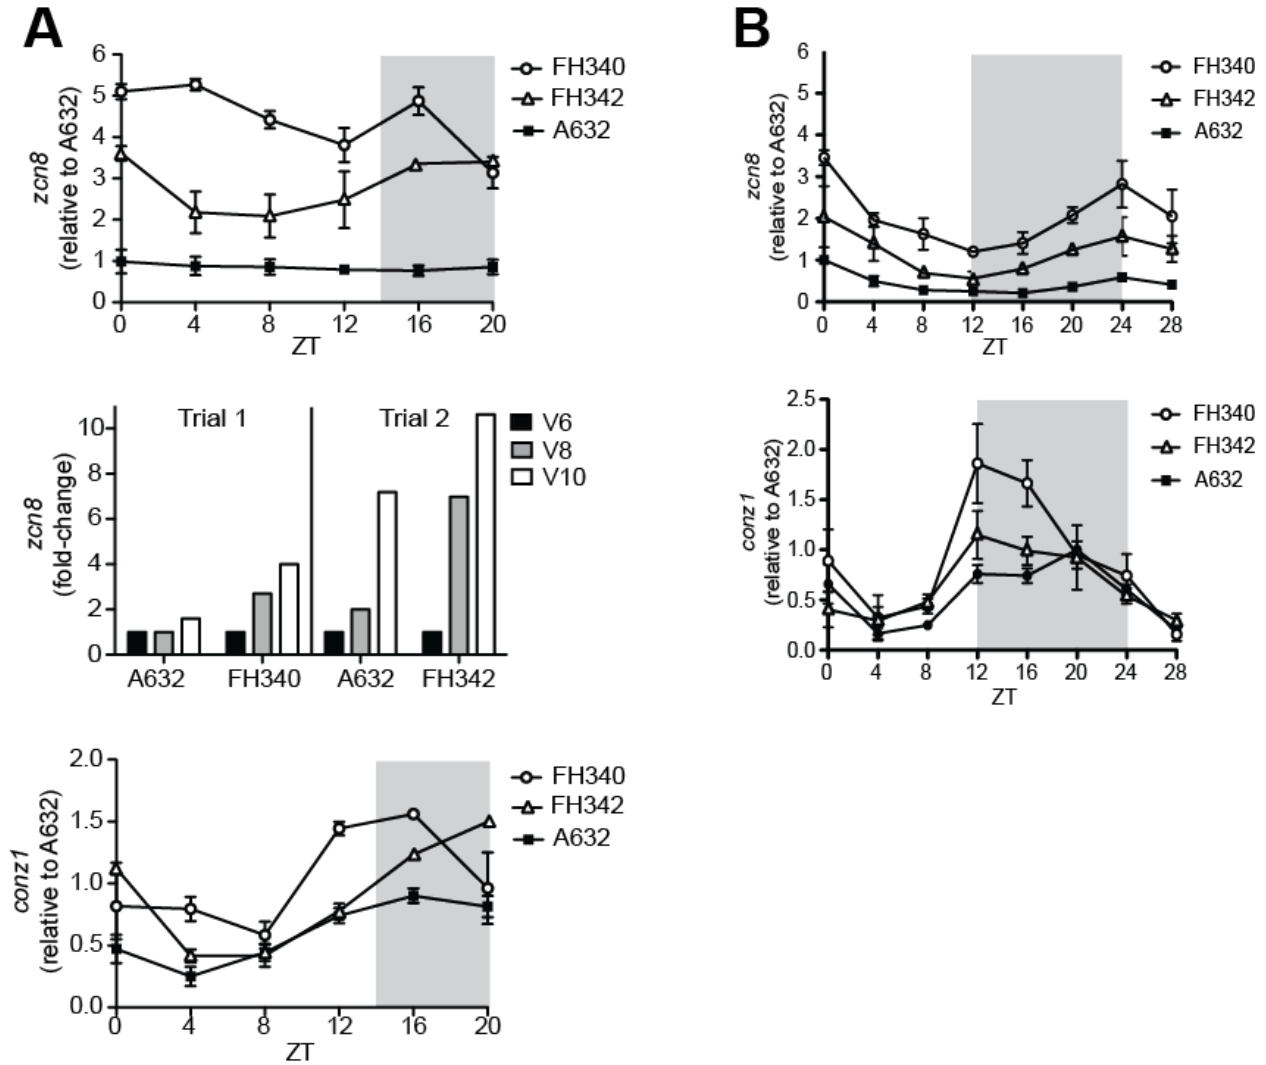 A
6
5
4
3
2
1
0
zcn8
(relative to A632)
0 4 8 12 16 20
ZT
FH340
FH342
A632
10
8
6
4
2
0
zcn8
(fold-change)
Trial 1 Trial 2
V6
V8
V10
A632 FH340 A632 FH342
2.0
1.5
1.0
0.5
0.0
conz1
(relative to A632)
0 4 8 12 16 20
ZT
FH340
FH342
A632
B
6
5
4
3
2
1
0
zcn8
(relative to A632)
0 4 8 12 16 20 24 28
ZT
FH340
FH342
A632
2.5
2.0
1.5
1.0
0.5
0.0
conz1
(relative to A632)
0 4 8 12 16 20 24 28
ZT
FH340
FH342
A632